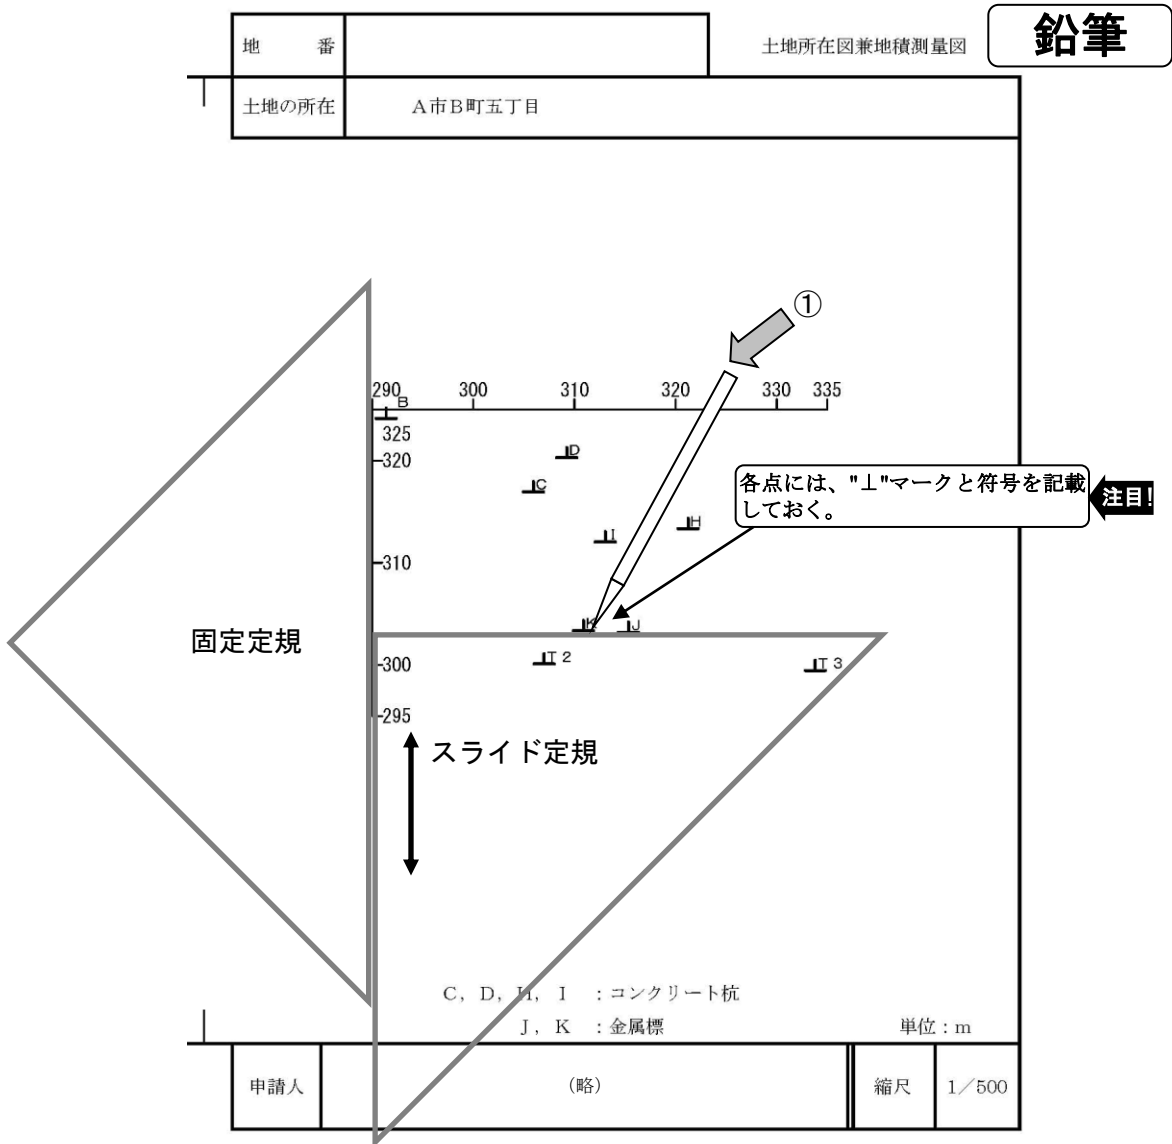 地 番
土地所在図兼地積測量図
鉛筆
土地の所在
A市B町五丁目
①
290 300 310 320 330 335
B
325
320
D
C
各点には、"⊥"マークと符号を記載
しておく。
注目!
H
I
310
固定定規
K
J
300
T 2
T 3
295
スライド定規
C, D, H, I :コンクリート杭
J, K :金属標
単位:m
申請人
(略)
縮尺
1/500